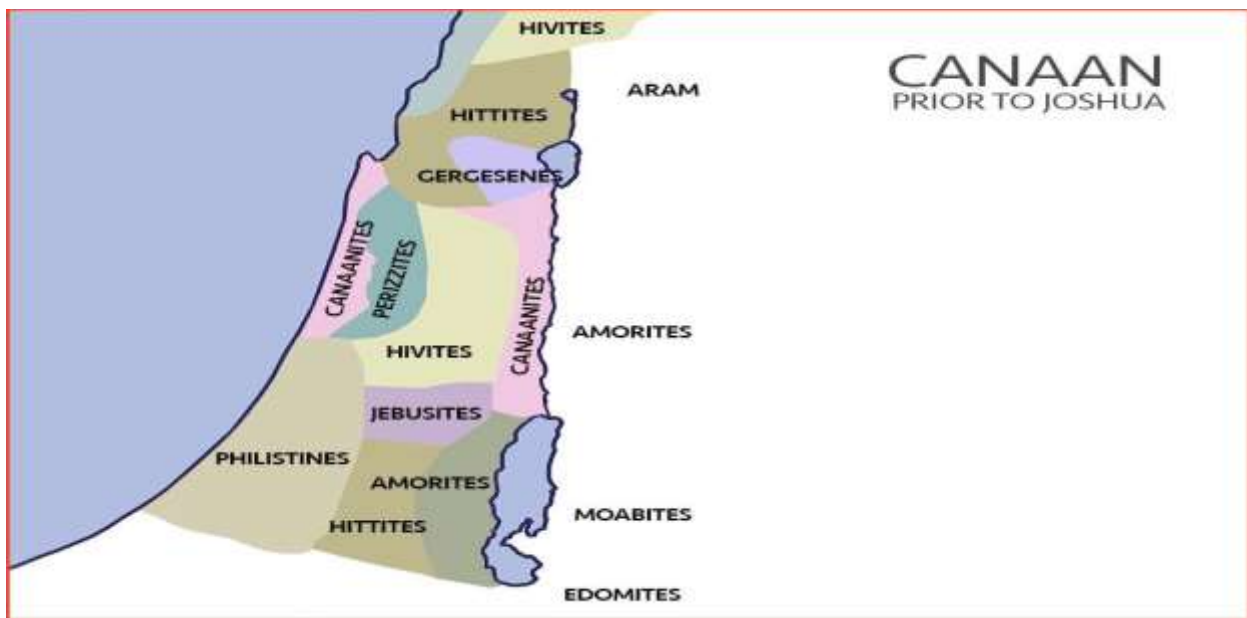 HIVITES
CANAAN
PRIOR TO JOSHUA
ARAM
HITTITES
GERGESENES
CANAANITES
PERIZZITES
CANAANITES
AMORITES
HIVITES
JEBUSITES
PHILISTINES
AMORITES
MOABITES
HITTITES
EDOMITES